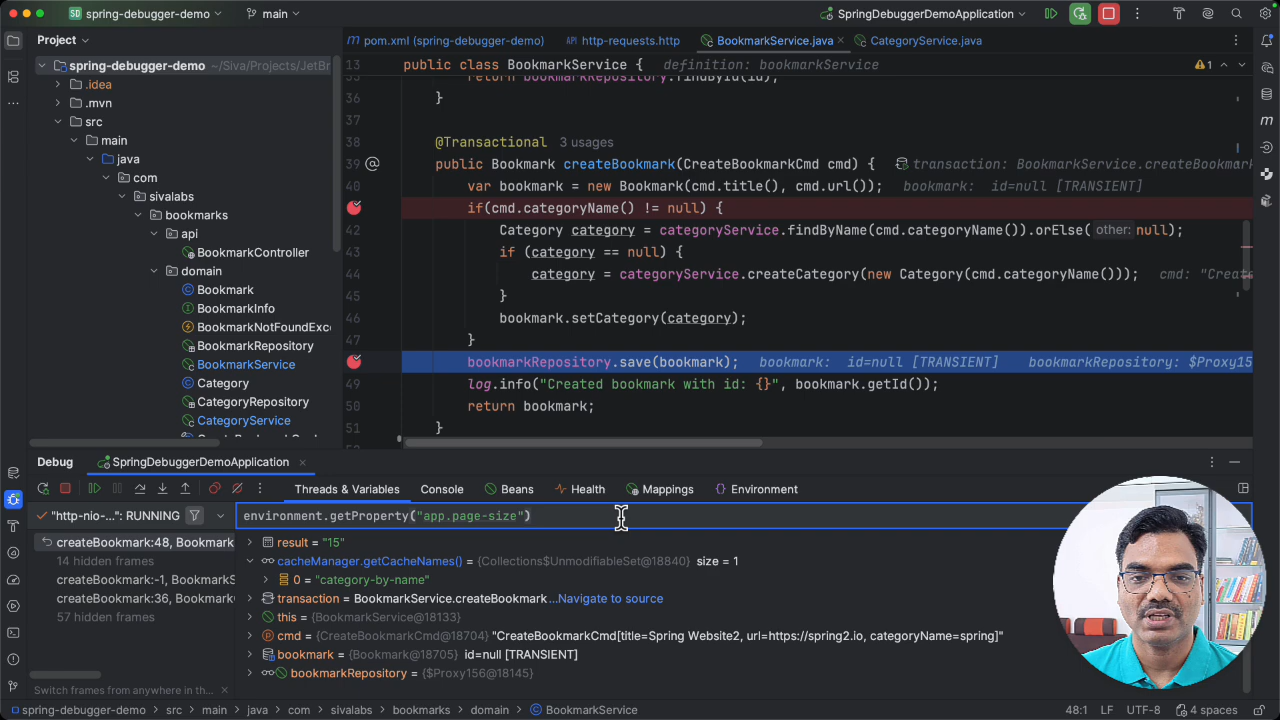 SD spring-debugger-demo main SpringDebuggerDemoApplication
Project
pom.xml (spring-debugger-demo) API http-requests.http BookmarkService.java CategoryService.java
spring-debugger-demo ~/Siva/Projects/JetBr
.idea
.mvn
src
main
java
com
sivalabs
bookmarks
api
BookmarkController
domain
Bookmark
BookmarkInfo
BookmarkNotFoundExce
BookmarkRepository
BookmarkService
Category
CategoryRepository
CategoryService
13 public class BookmarkService { definition: bookmarkService
1
return bookmarkRepository.findById(id);
36 }
37
38 @Transactional 3 usages
39 public Bookmark createBookmark(CreateBookmarkCmd cmd) { transaction: BookmarkService.createBookmark
40 var bookmark = new Bookmark(cmd.title(), cmd.url()); bookmark: id=null [TRANSIENT]
if(cmd.categoryName() != null) {
42 Category category = categoryService.findByName(cmd.categoryName()).orElse( other: null);
43 if (category == null) {
44 category = categoryService.createCategory(new Category(cmd.categoryName())); cmd: "Create
45 }
46 bookmark.setCategory(category);
47 }
bookmarkRepository.save(bookmark); bookmark: id=null [TRANSIENT] bookmarkRepository: $Proxy15
49 log.info("Created bookmark with id: {}", bookmark.getId());
50 return bookmark;
51 }
Debug SpringDebuggerDemoApplication
Threads & Variables Console Beans Health Mappings Environment
"http-nio-...": RUNNING
environment.getProperty("app.page-size")
createBookmark:48, Bookmark
14 hidden frames
createBookmark:-1, BookmarkS
createBookmark:36, Bookmark
57 hidden frames
Switch frames from anywhere in th...
result = "15"
cacheManager.getCacheNames() = {Collections$UnmodifiableSet@18840} size = 1
0 = "category-by-name"
transaction = BookmarkService.createBookmark ...Navigate to source
this = {BookmarkService@18133}
cmd = {CreateBookmarkCmd@18704} "CreateBookmarkCmd[title=Spring Website2, url=https://spring2.io, categoryName=spring]"
bookmark = {Bookmark@18705} id=null [TRANSIENT]
bookmarkRepository = {$Proxy156@18145}
spring-debugger-demo > src > main > java > com > sivalabs > bookmarks > domain > BookmarkService 48:1 LF UTF-8 4 spaces